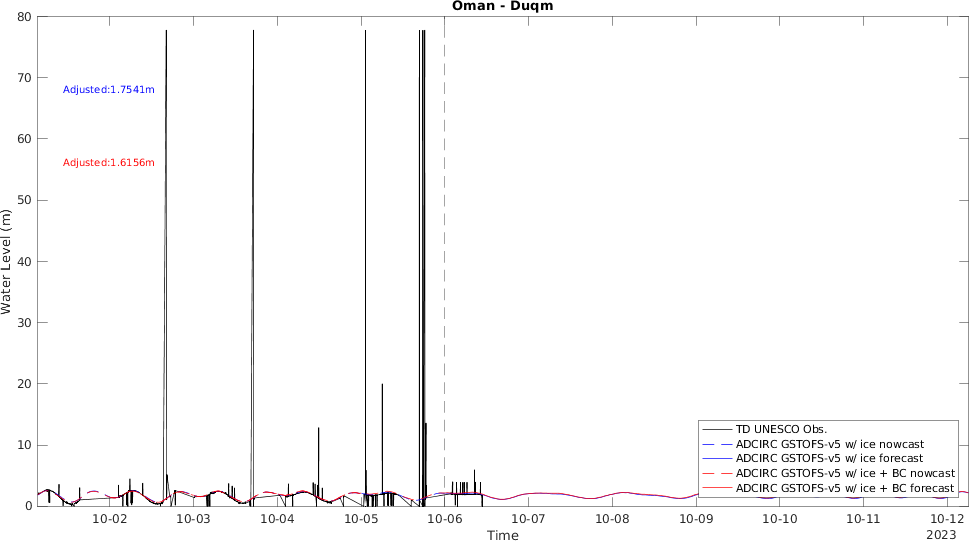 Oman - Duqm
80
70
60
50
40
30
20
10
0
Water Level (m)
Adjusted:1.7541m
Adjusted:1.6156m
TD UNESCO Obs.
ADCIRC GSTOFS-v5 w/ ice nowcast
ADCIRC GSTOFS-v5 w/ ice forecast
ADCIRC GSTOFS-v5 w/ ice + BC nowcast
ADCIRC GSTOFS-v5 w/ ice + BC forecast
10-02 10-03 10-04 10-05 10-06 10-07 10-08 10-09 10-10 10-11 10-12
2023
Time